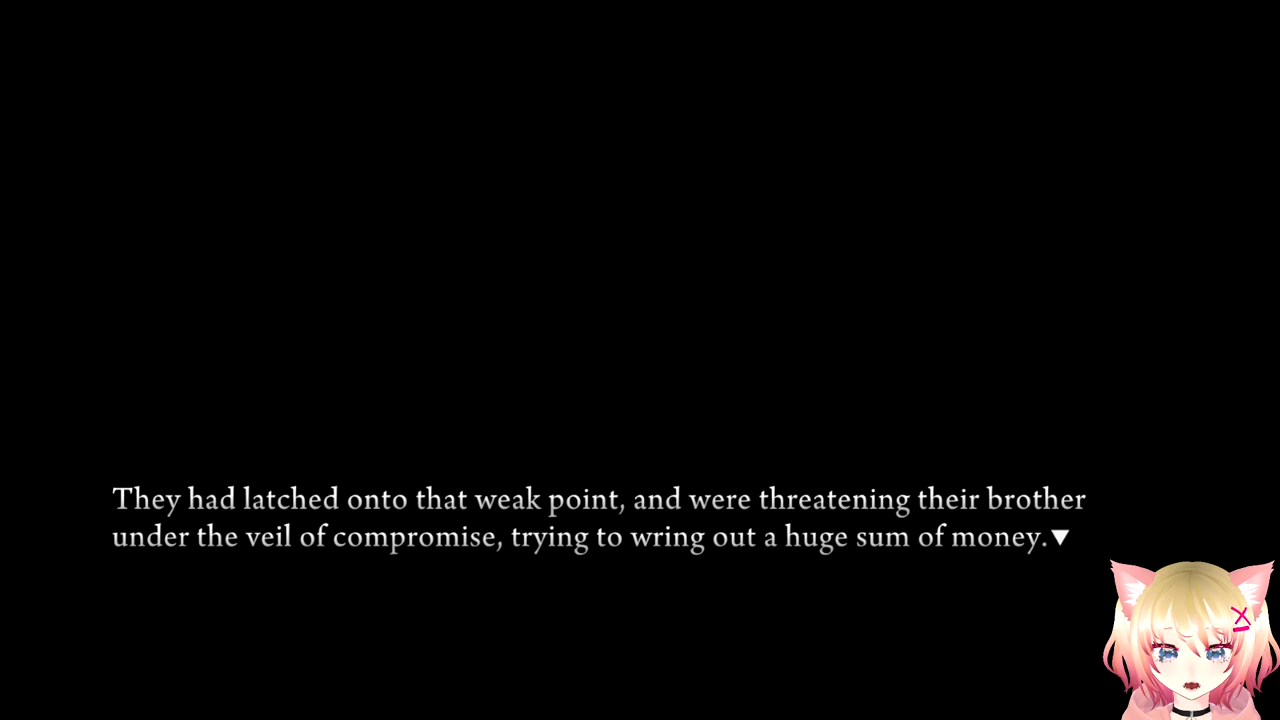 They had latched onto that weak point, and were threatening their brother
under the veil of compromise, trying to wring out a huge sum of money.